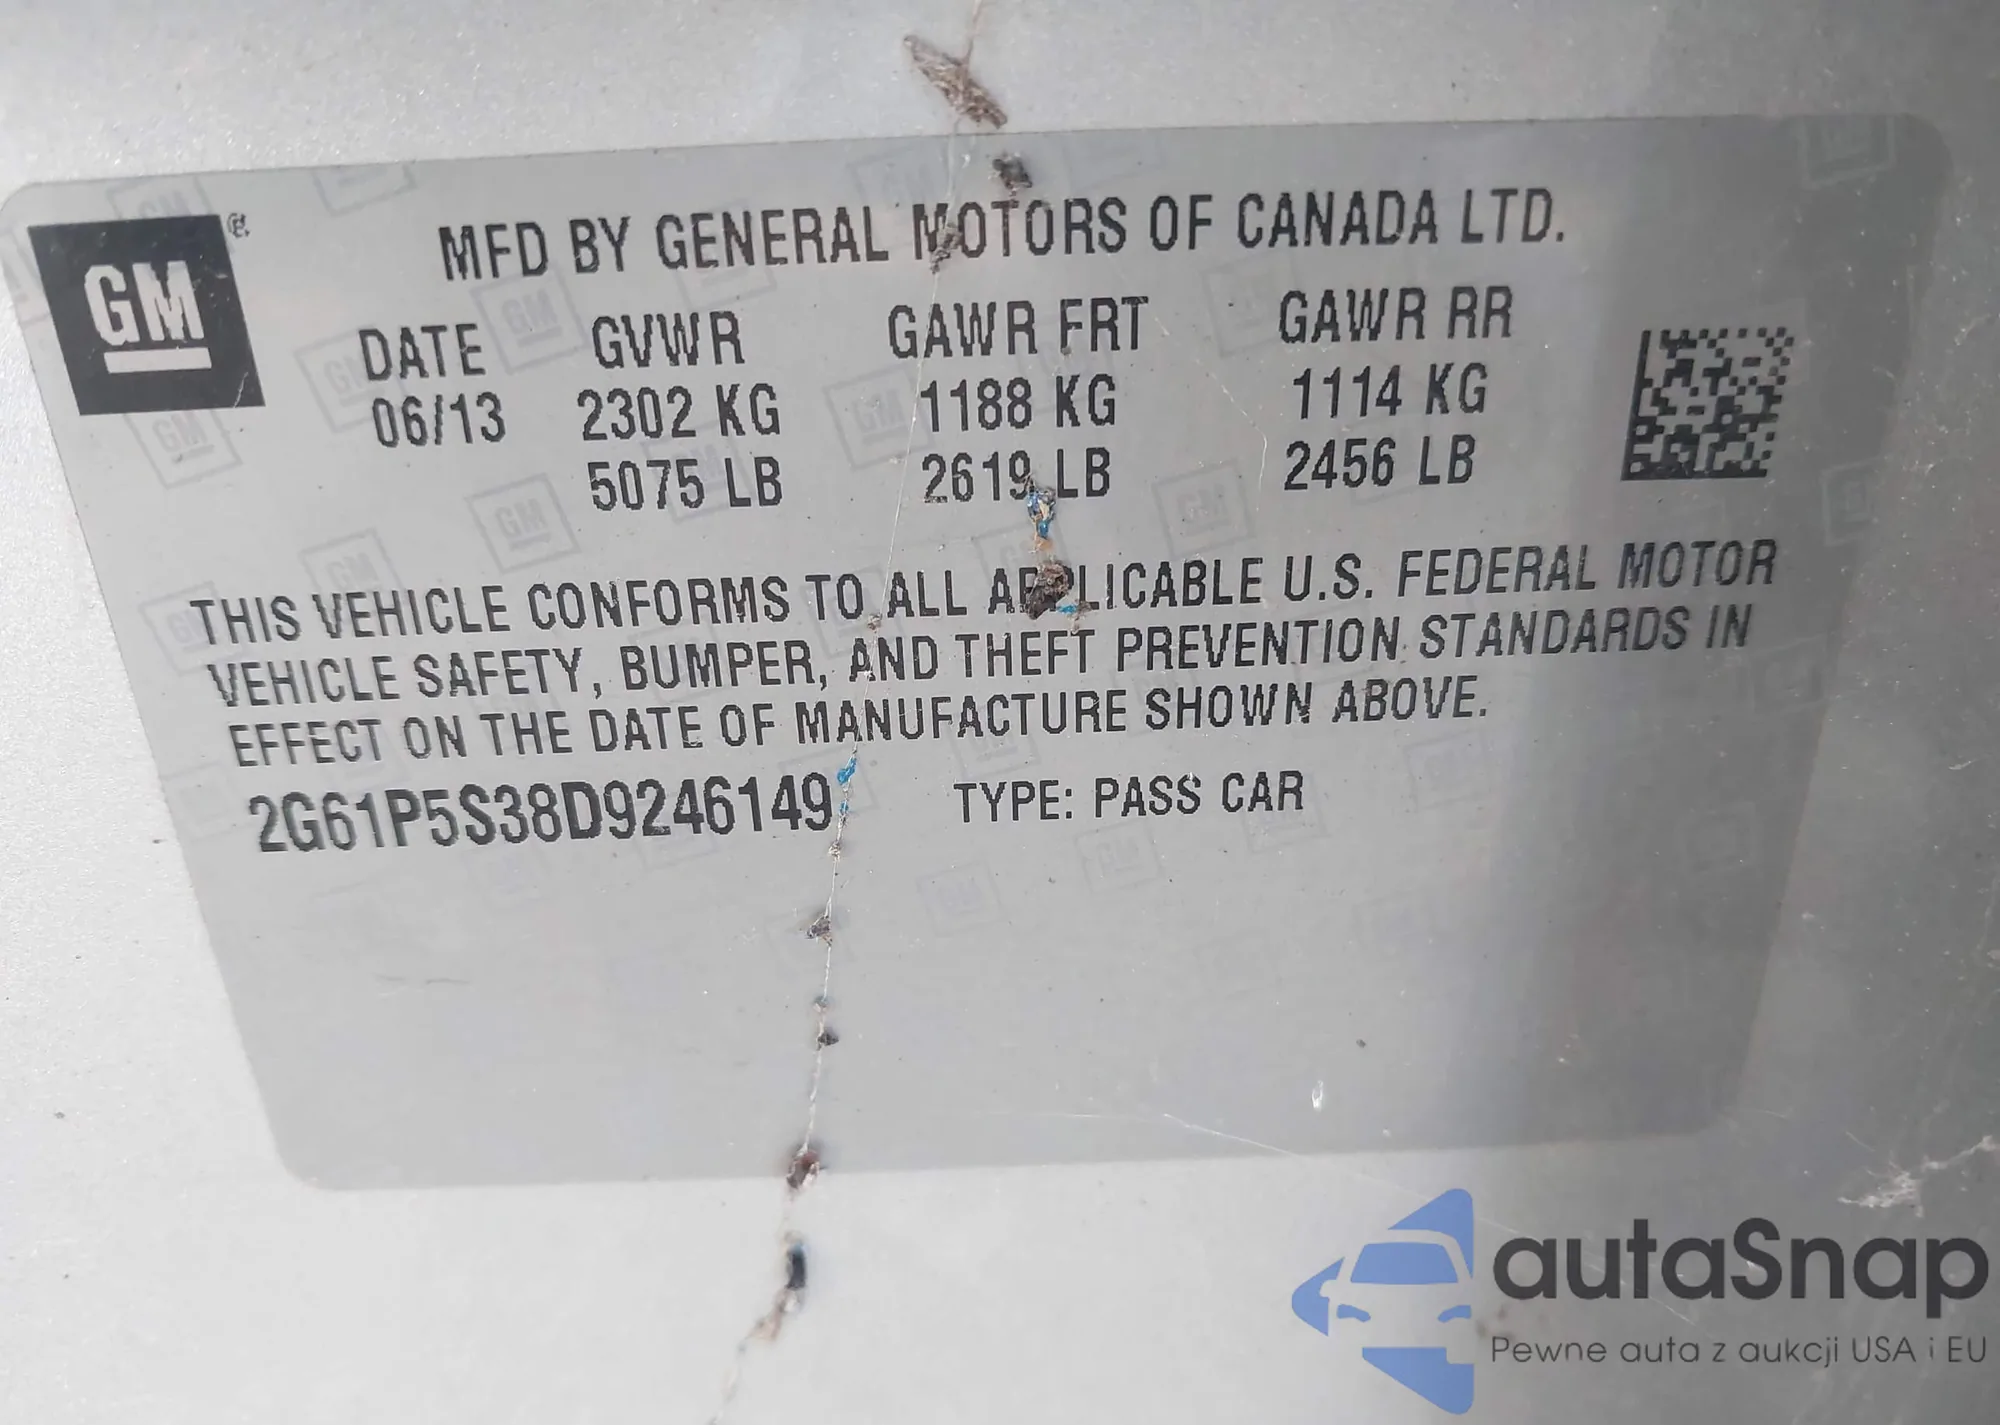 GM
MFD BY GENERAL MOTORS OF CANADA LTD.
DATE GVWR GAWR FRT GAWR RR
06/13 2302 KG 1188 KG 1114 KG
5075 LB 2619 LB 2456 LB
THIS VEHICLE CONFORMS TO ALL APPLICABLE U.S. FEDERAL MOTOR
VEHICLE SAFETY, BUMPER, AND THEFT PREVENTION STANDARDS IN
EFFECT ON THE DATE OF MANUFACTURE SHOWN ABOVE.
2G61P5S38D9246149 TYPE: PASS CAR
autaSnap
Pewne auta z aukcji USA i EU